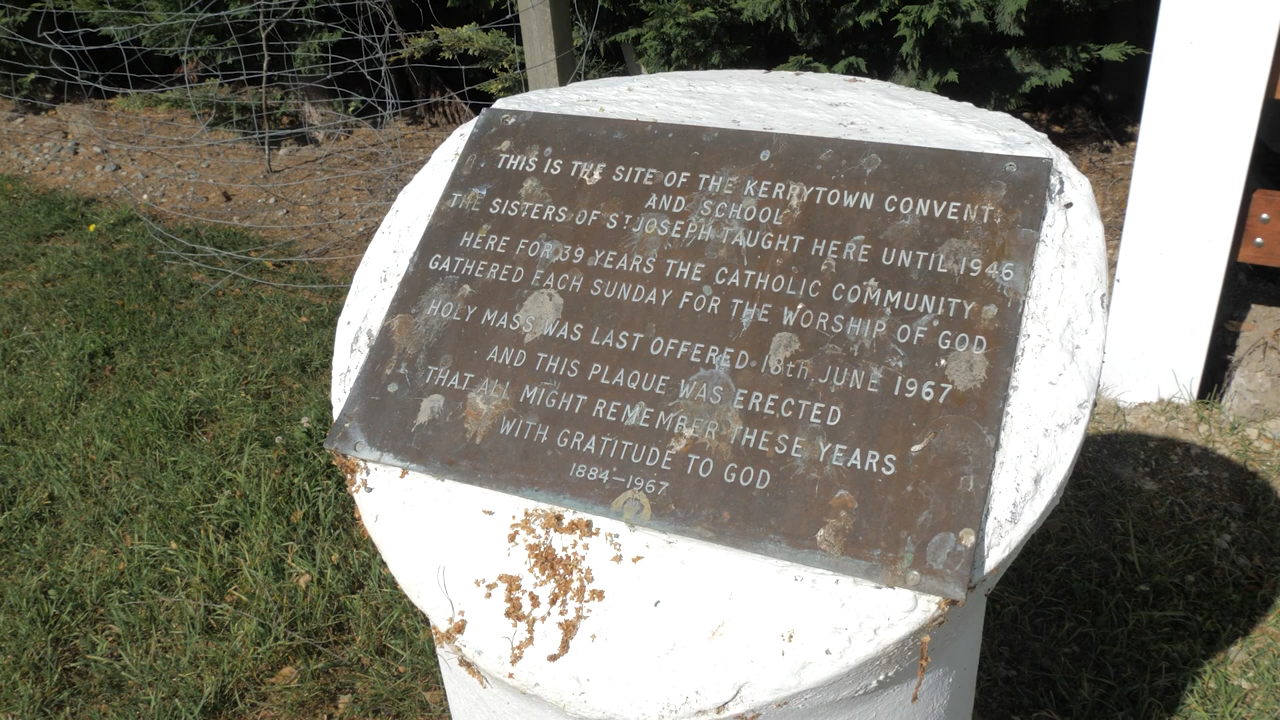 THIS IS THE SITE OF THE KERRYTOWN CONVENT
AND SCHOOL
THE SISTERS OF ST JOSEPH TAUGHT HERE UNTIL 1946
HERE FOR 39 YEARS THE CATHOLIC COMMUNITY
GATHERED EACH SUNDAY FOR THE WORSHIP OF GOD
HOLY MASS WAS LAST OFFERED 18th JUNE 1967
AND THIS PLAQUE WAS ERECTED
THAT ALL MIGHT REMEMBER THESE YEARS
WITH GRATITUDE TO GOD
1884-1967